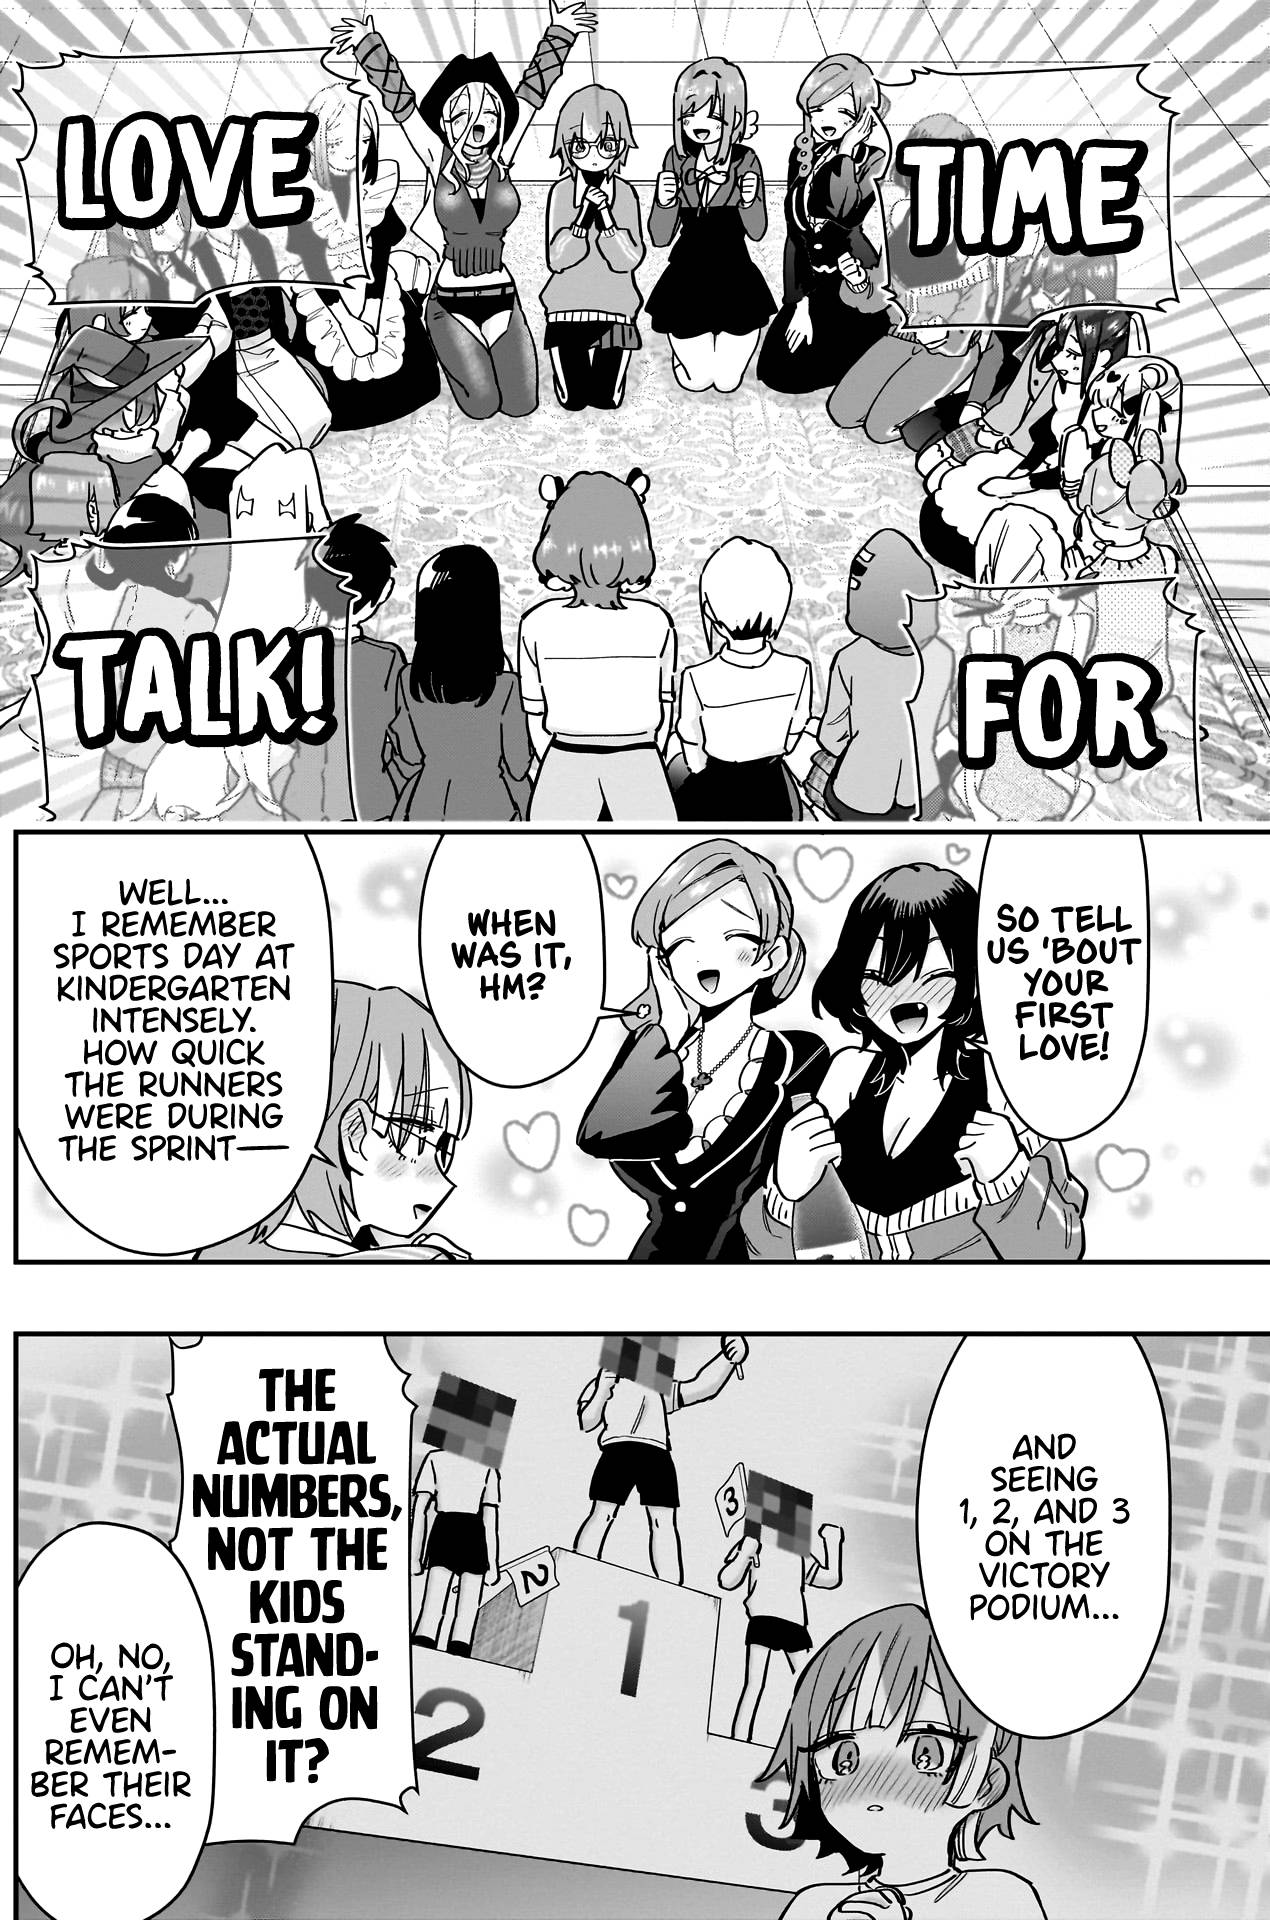 TIME
FOR
LOVE
TALK!
SO TELL
US 'BOUT
YOUR
FIRST
LOVE!
WHEN
WAS IT,
HM?
WELL...
I REMEMBER
SPORTS DAY AT
KINDERGARTEN
INTENSELY.
HOW QUICK
THE RUNNERS
WERE DURING
THE SPRINT——
AND
SEEING
1, 2, AND 3
ON THE
VICTORY
PODIUM...
3
2
1
2
3
THE
ACTUAL
NUMBERS,
NOT THE
KIDS
STAND-
ING ON
IT?
OH, NO,
I CAN'T
EVEN
REMEM-
BER THEIR
FACES...